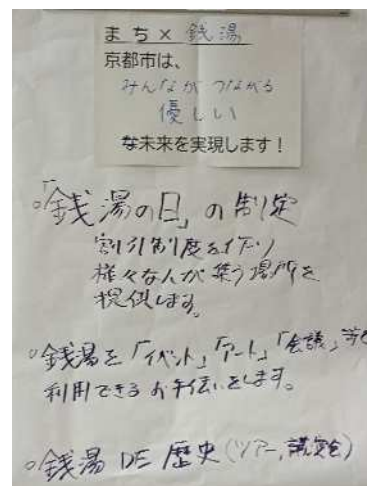 まち×銭湯
京都市は、
みんながつながる
優しい
な未来を実現します!
○「銭湯の日」の制定
割引制度を作り
様々な人が集う場所を
提供します。
○銭湯を「イベント」「アート」「会議」等で
利用できるお手伝いをします。
○銭湯 DE 歴史(ツアー、講演会)